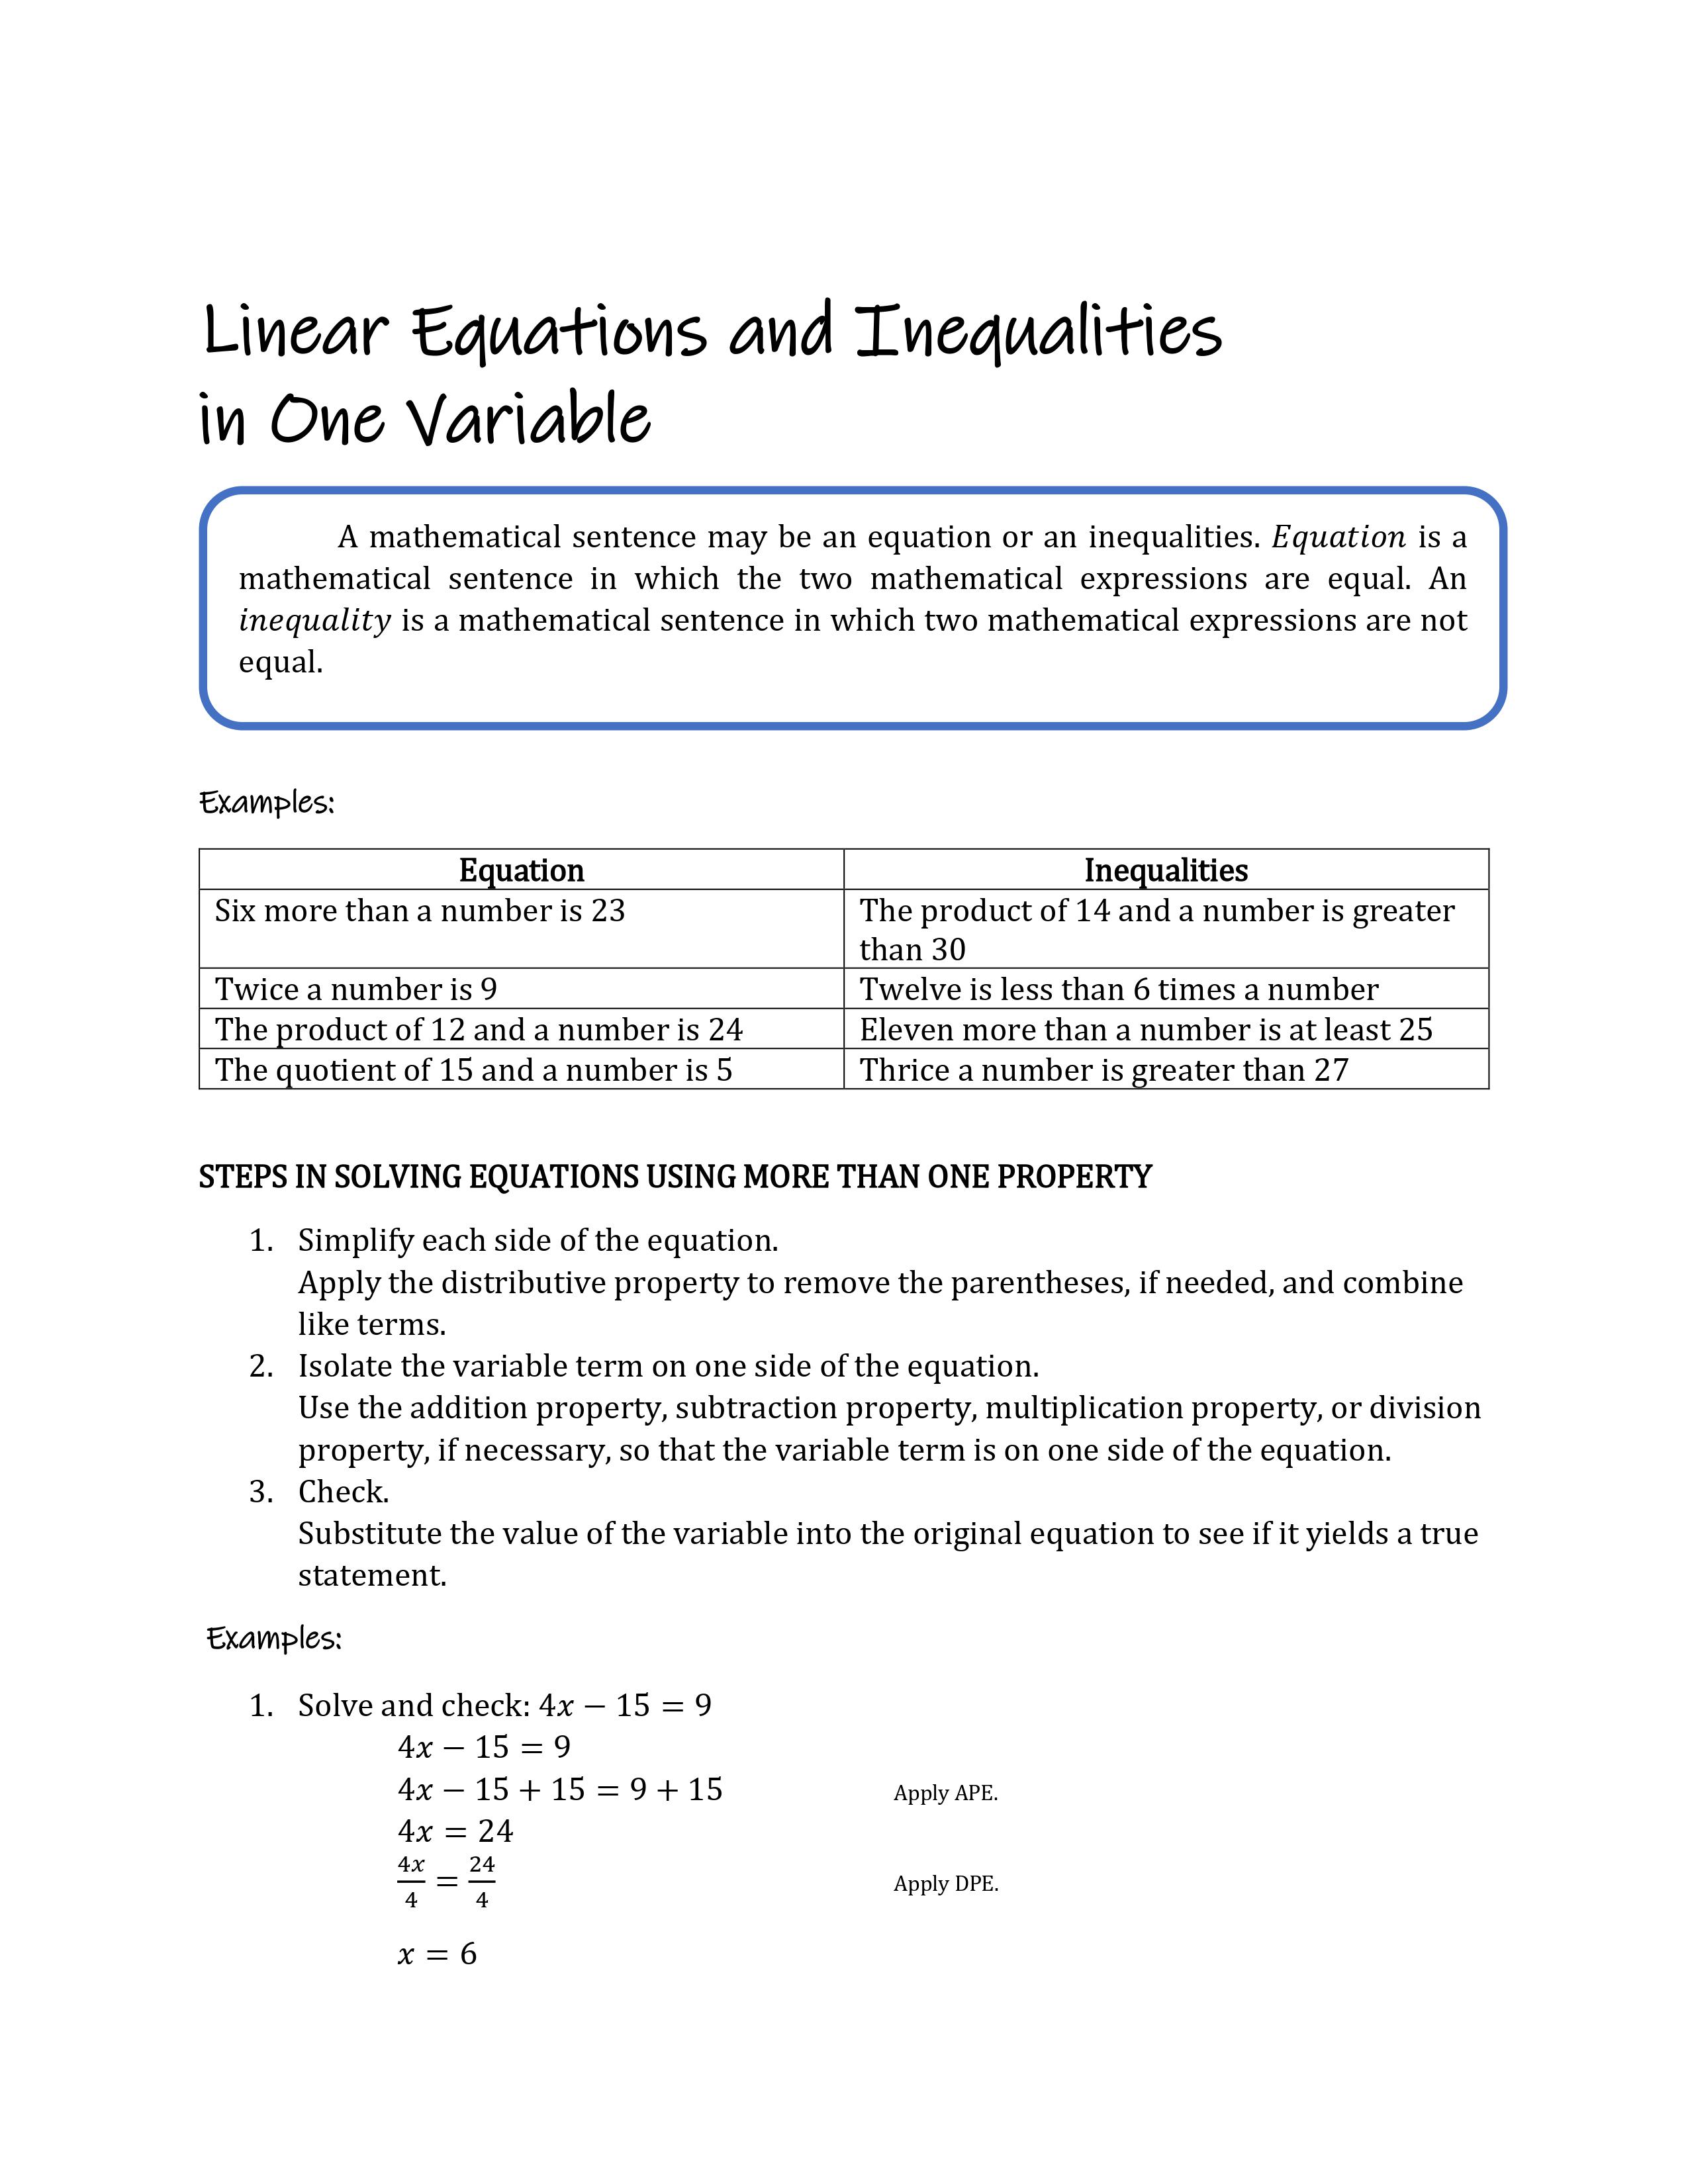 Linear Equations and Inequalities
in One Variable
A mathematical sentence may be an equation or an inequalities. Equation is a
mathematical sentence in which the two mathematical expressions are equal. An
inequality is a mathematical sentence in which two mathematical expressions are not
equal.
Examples:
Equation Inequalities
Six more than a number is 23 The product of 14 and a number is greater
than 30
Twice a number is 9 Twelve is less than 6 times a number
The product of 12 and a number is 24 Eleven more than a number is at least 25
The quotient of 15 and a number is 5 Thrice a number is greater than 27
STEPS IN SOLVING EQUATIONS USING MORE THAN ONE PROPERTY
1. Simplify each side of the equation.
Apply the distributive property to remove the parentheses, if needed, and combine
like terms.
2. Isolate the variable term on one side of the equation.
Use the addition property, subtraction property, multiplication property, or division
property, if necessary, so that the variable term is on one side of the equation.
3. Check.
Substitute the value of the variable into the original equation to see if it yields a true
statement.
Examples:
1. Solve and check: 4x − 15 = 9
4x − 15 = 9
4x − 15 + 15 = 9 + 15 Apply APE.
4x = 24
4x/4 = 24/4 Apply DPE.
x = 6